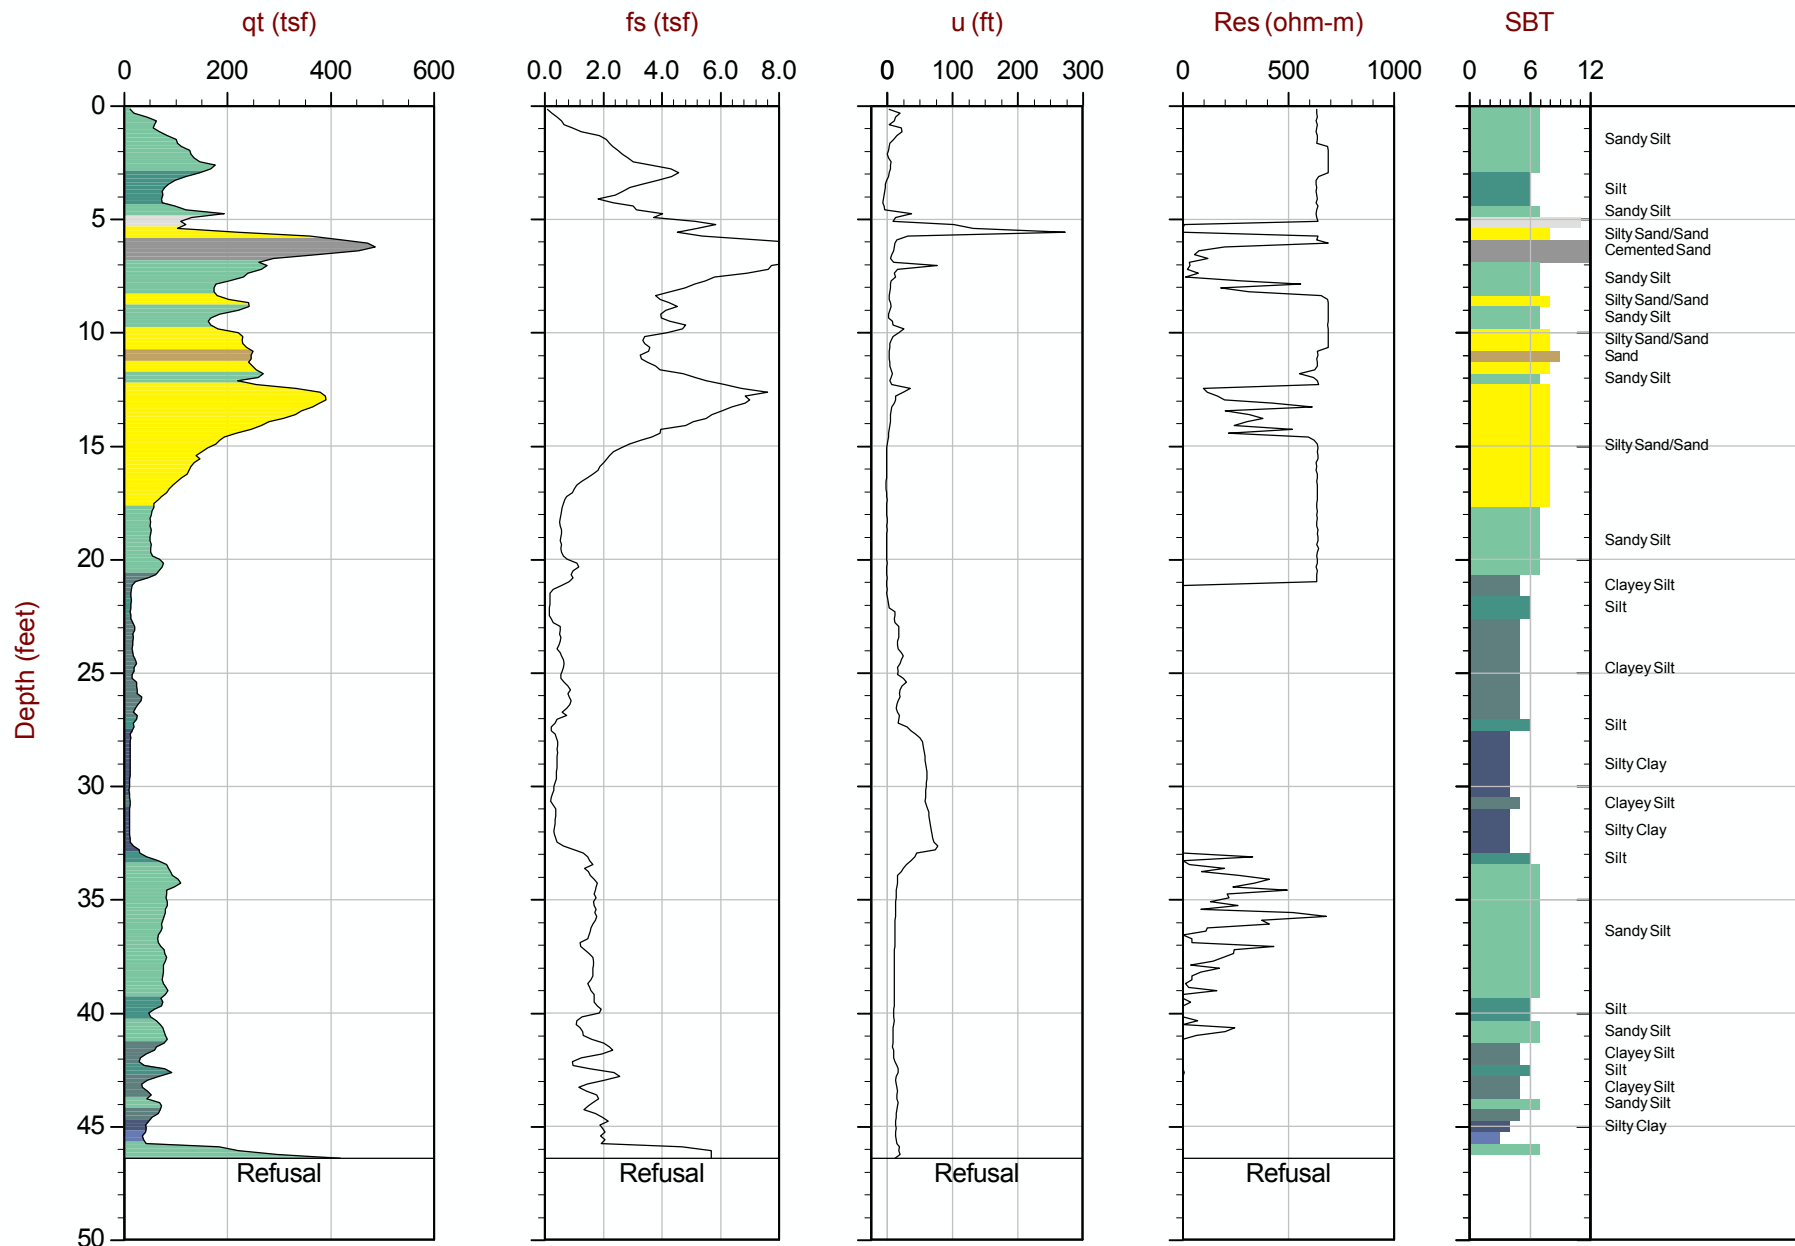 qt (tsf) fs (tsf) u (ft) Res (ohm-m) SBT
0 200 400 600 0.0 2.0 4.0 6.0 8.0 0 100 200 300 0 500 1000 0 6 12
0
Sandy Silt
Silt
Sandy Silt
5
Silty Sand/Sand
Cemented Sand
Sandy Silt
Silty Sand/Sand
Sandy Silt
10
Silty Sand/Sand
Sand
Sandy Silt
15 Silty Sand/Sand
Sandy Silt
20
Clayey Silt
Silt
Depth (feet)
25 Clayey Silt
Silt
Silty Clay
30
Clayey Silt
Silty Clay
Silt
35
Sandy Silt
40 Silt
Sandy Silt
Clayey Silt
Silt
Clayey Silt
Sandy Silt
45 Silty Clay
Refusal Refusal Refusal Refusal
50